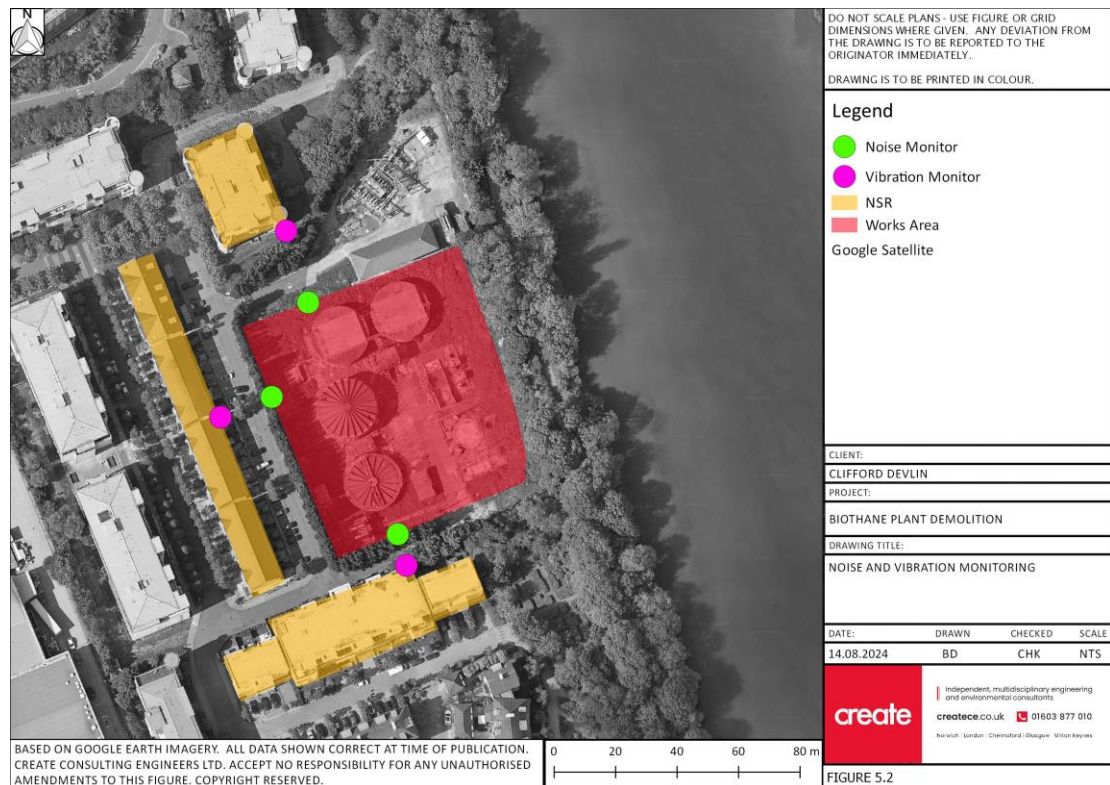 N
DO NOT SCALE PLANS - USE FIGURE OR GRID
DIMENSIONS WHERE GIVEN. ANY DEVIATION FROM
THE DRAWING IS TO BE REPORTED TO THE
ORIGINATOR IMMEDIATELY.
DRAWING IS TO BE PRINTED IN COLOUR.
Legend
Noise Monitor
Vibration Monitor
NSR
Works Area
Google Satellite
CLIENT:
CLIFFORD DEVLIN
PROJECT:
BIOTHANE PLANT DEMOLITION
DRAWING TITLE:
NOISE AND VIBRATION MONITORING
DATE: DRAWN CHECKED SCALE
14.08.2024 BD CHK NTS
create
Independent, multidisciplinary engineering
and environmental consultants
createce.co.uk 01603 877 010
Norwich | London | Chelmsford | Glasgow | Milton Keynes
FIGURE 5.2
BASED ON GOOGLE EARTH IMAGERY. ALL DATA SHOWN CORRECT AT TIME OF PUBLICATION.
CREATE CONSULTING ENGINEERS LTD. ACCEPT NO RESPONSIBILITY FOR ANY UNAUTHORISED
AMENDMENTS TO THIS FIGURE. COPYRIGHT RESERVED.
0 20 40 60 80 m